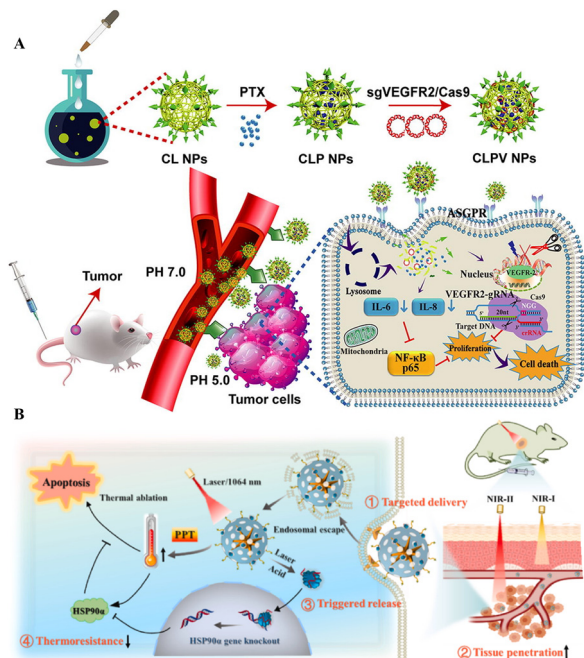 A
PTX
sgVEGFR2/Cas9
CL NPs
CLP NPs
CLPV NPs
ASGPR
PH 7.0
Tumor
PH 5.0
Tumor cells
Lysosome
Nucleus
VEGFR-2
IL-6
IL-8
VEGFR2-gRNA
Cas9
NGG
5'
20nt
3'
Target DNA
crRNA
Mitochondria
NF-κB
p65
Proliferation
Cell death
B
Apoptosis
Thermal ablation
Laser/1064 nm
PPT
Endosomal escape
① Targeted delivery
Laser
Acid
③ Triggered release
HSP90α
④ Thermoresistance
HSP90α gene knockout
NIR-II
NIR-I
② Tissue penetration